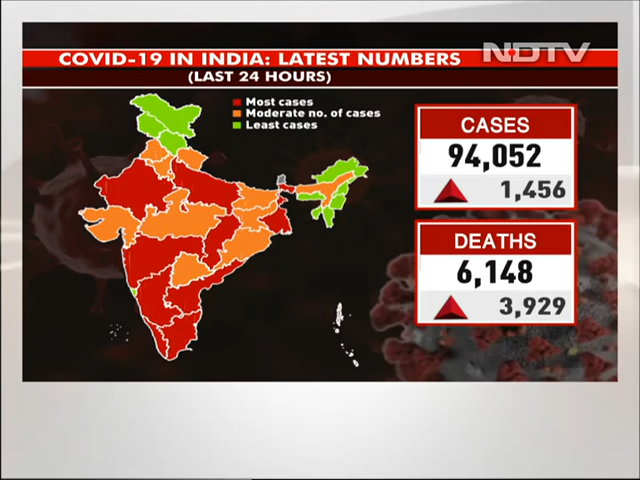 COVID-19 IN INDIA: LATEST NUMBERS
(LAST 24 HOURS)
NDTV
Most cases
Moderate no. of cases
Least cases
CASES
94,052
1,456
DEATHS
6,148
3,929